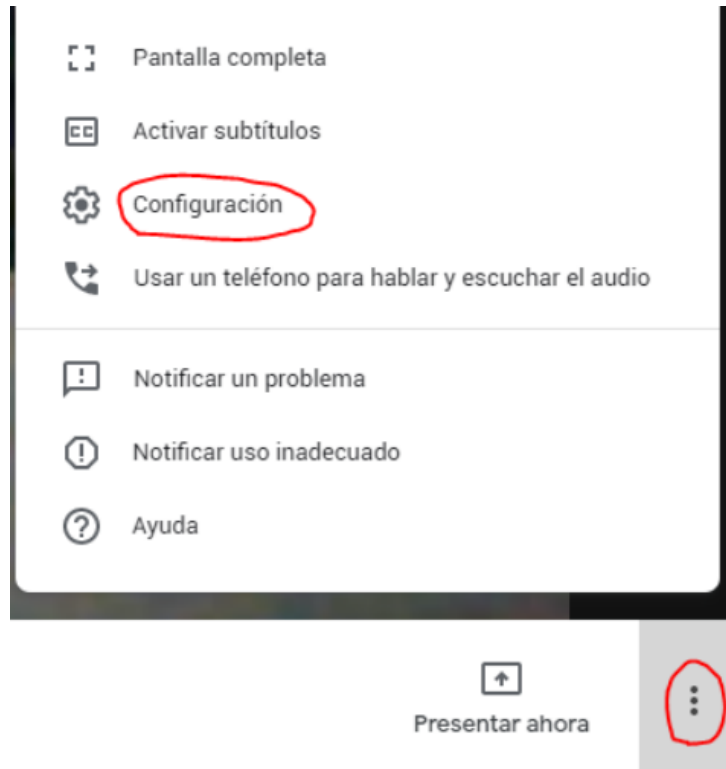 Pantalla completa
CC Activar subtítulos
Configuración
Usar un teléfono para hablar y escuchar el audio
Notificar un problema
Notificar uso inadecuado
Ayuda
Presentar ahora